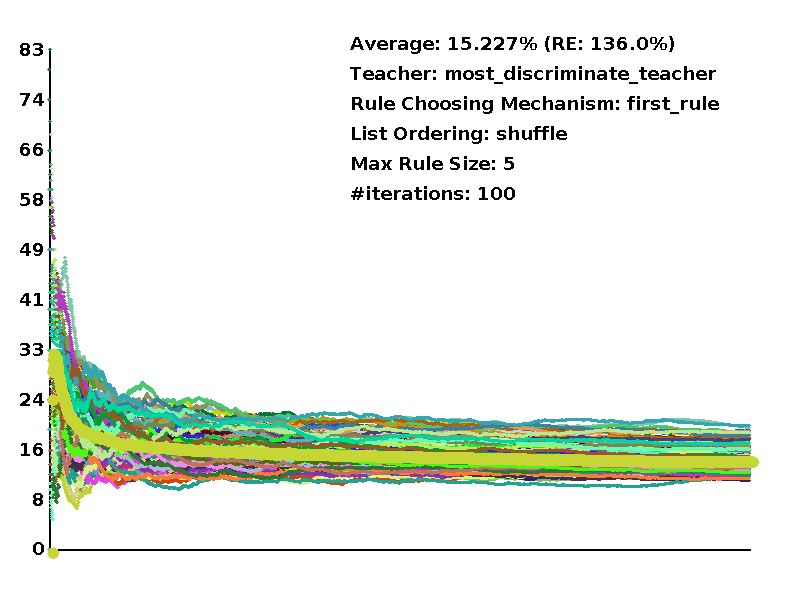 Average: 15.227% (RE: 136.0%)
Teacher: most_discriminate_teacher
Rule Choosing Mechanism: first_rule
List Ordering: shuffle
Max Rule Size: 5
#iterations: 100
83
74
66
58
49
41
33
24
16
8
0